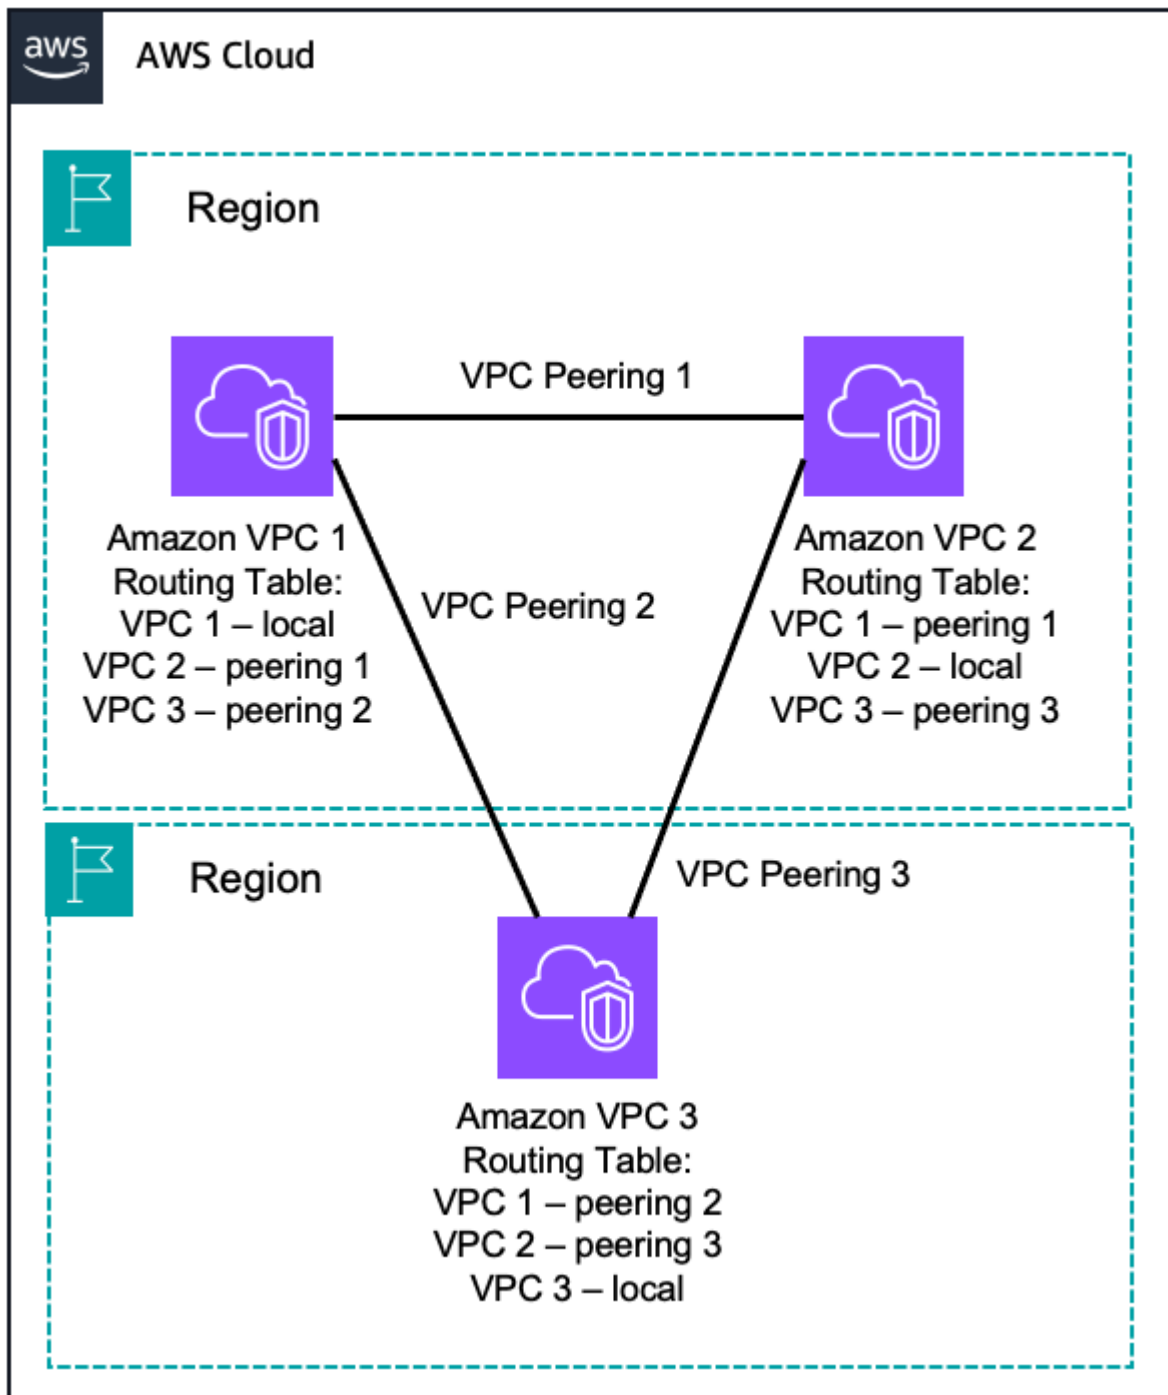 aws
AWS Cloud
Region
VPC Peering 1
Amazon VPC 1
Routing Table:
VPC 1 – local
VPC 2 – peering 1
VPC 3 – peering 2
VPC Peering 2
Amazon VPC 2
Routing Table:
VPC 1 – peering 1
VPC 2 – local
VPC 3 – peering 3
Region
VPC Peering 3
Amazon VPC 3
Routing Table:
VPC 1 – peering 2
VPC 2 – peering 3
VPC 3 – local